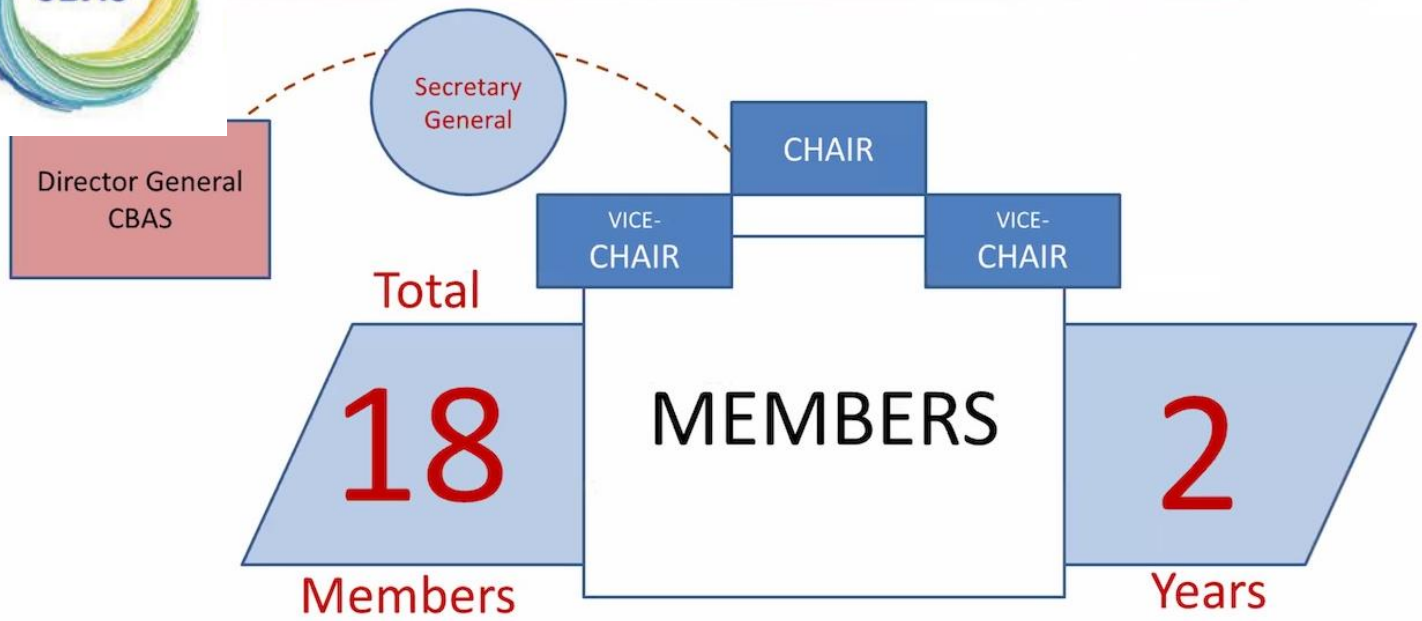 Secretary
General
CHAIR
Director General
CBAS
VICE-
CHAIR
VICE-
CHAIR
Total
18
Members
MEMBERS
2
Years